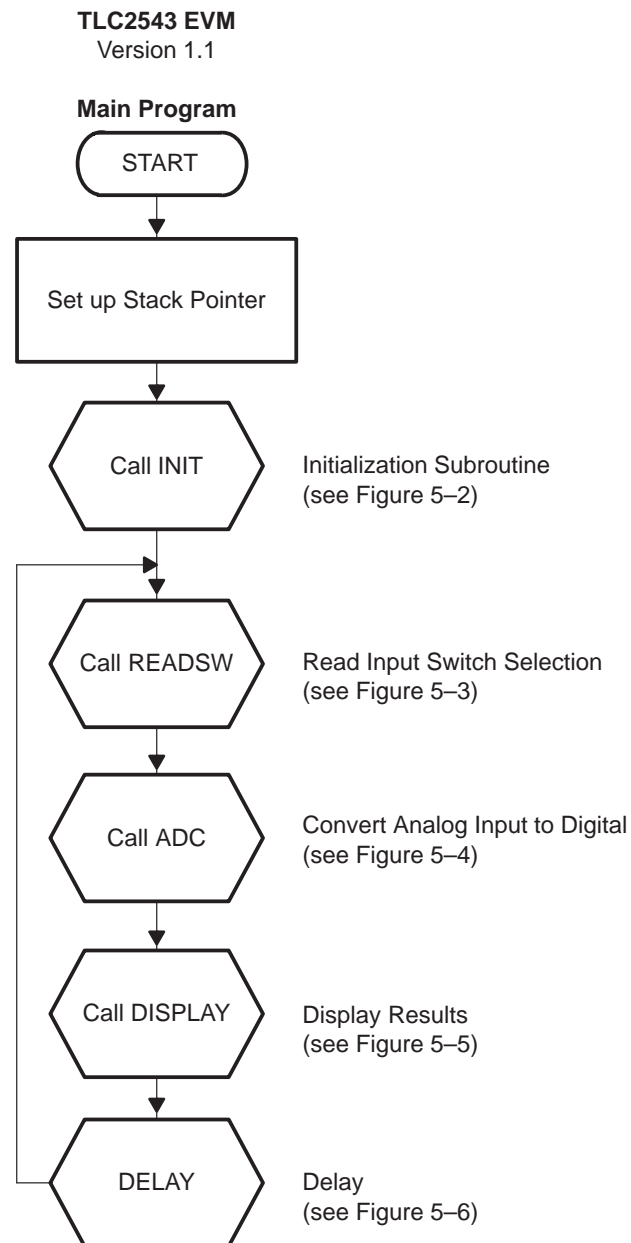 TLC2543 EVM
Version 1.1
Main Program
START
Set up Stack Pointer
Call INIT
Initialization Subroutine
(see Figure 5–2)
Call READSW
Read Input Switch Selection
(see Figure 5–3)
Call ADC
Convert Analog Input to Digital
(see Figure 5–4)
Call DISPLAY
Display Results
(see Figure 5–5)
DELAY
Delay
(see Figure 5–6)